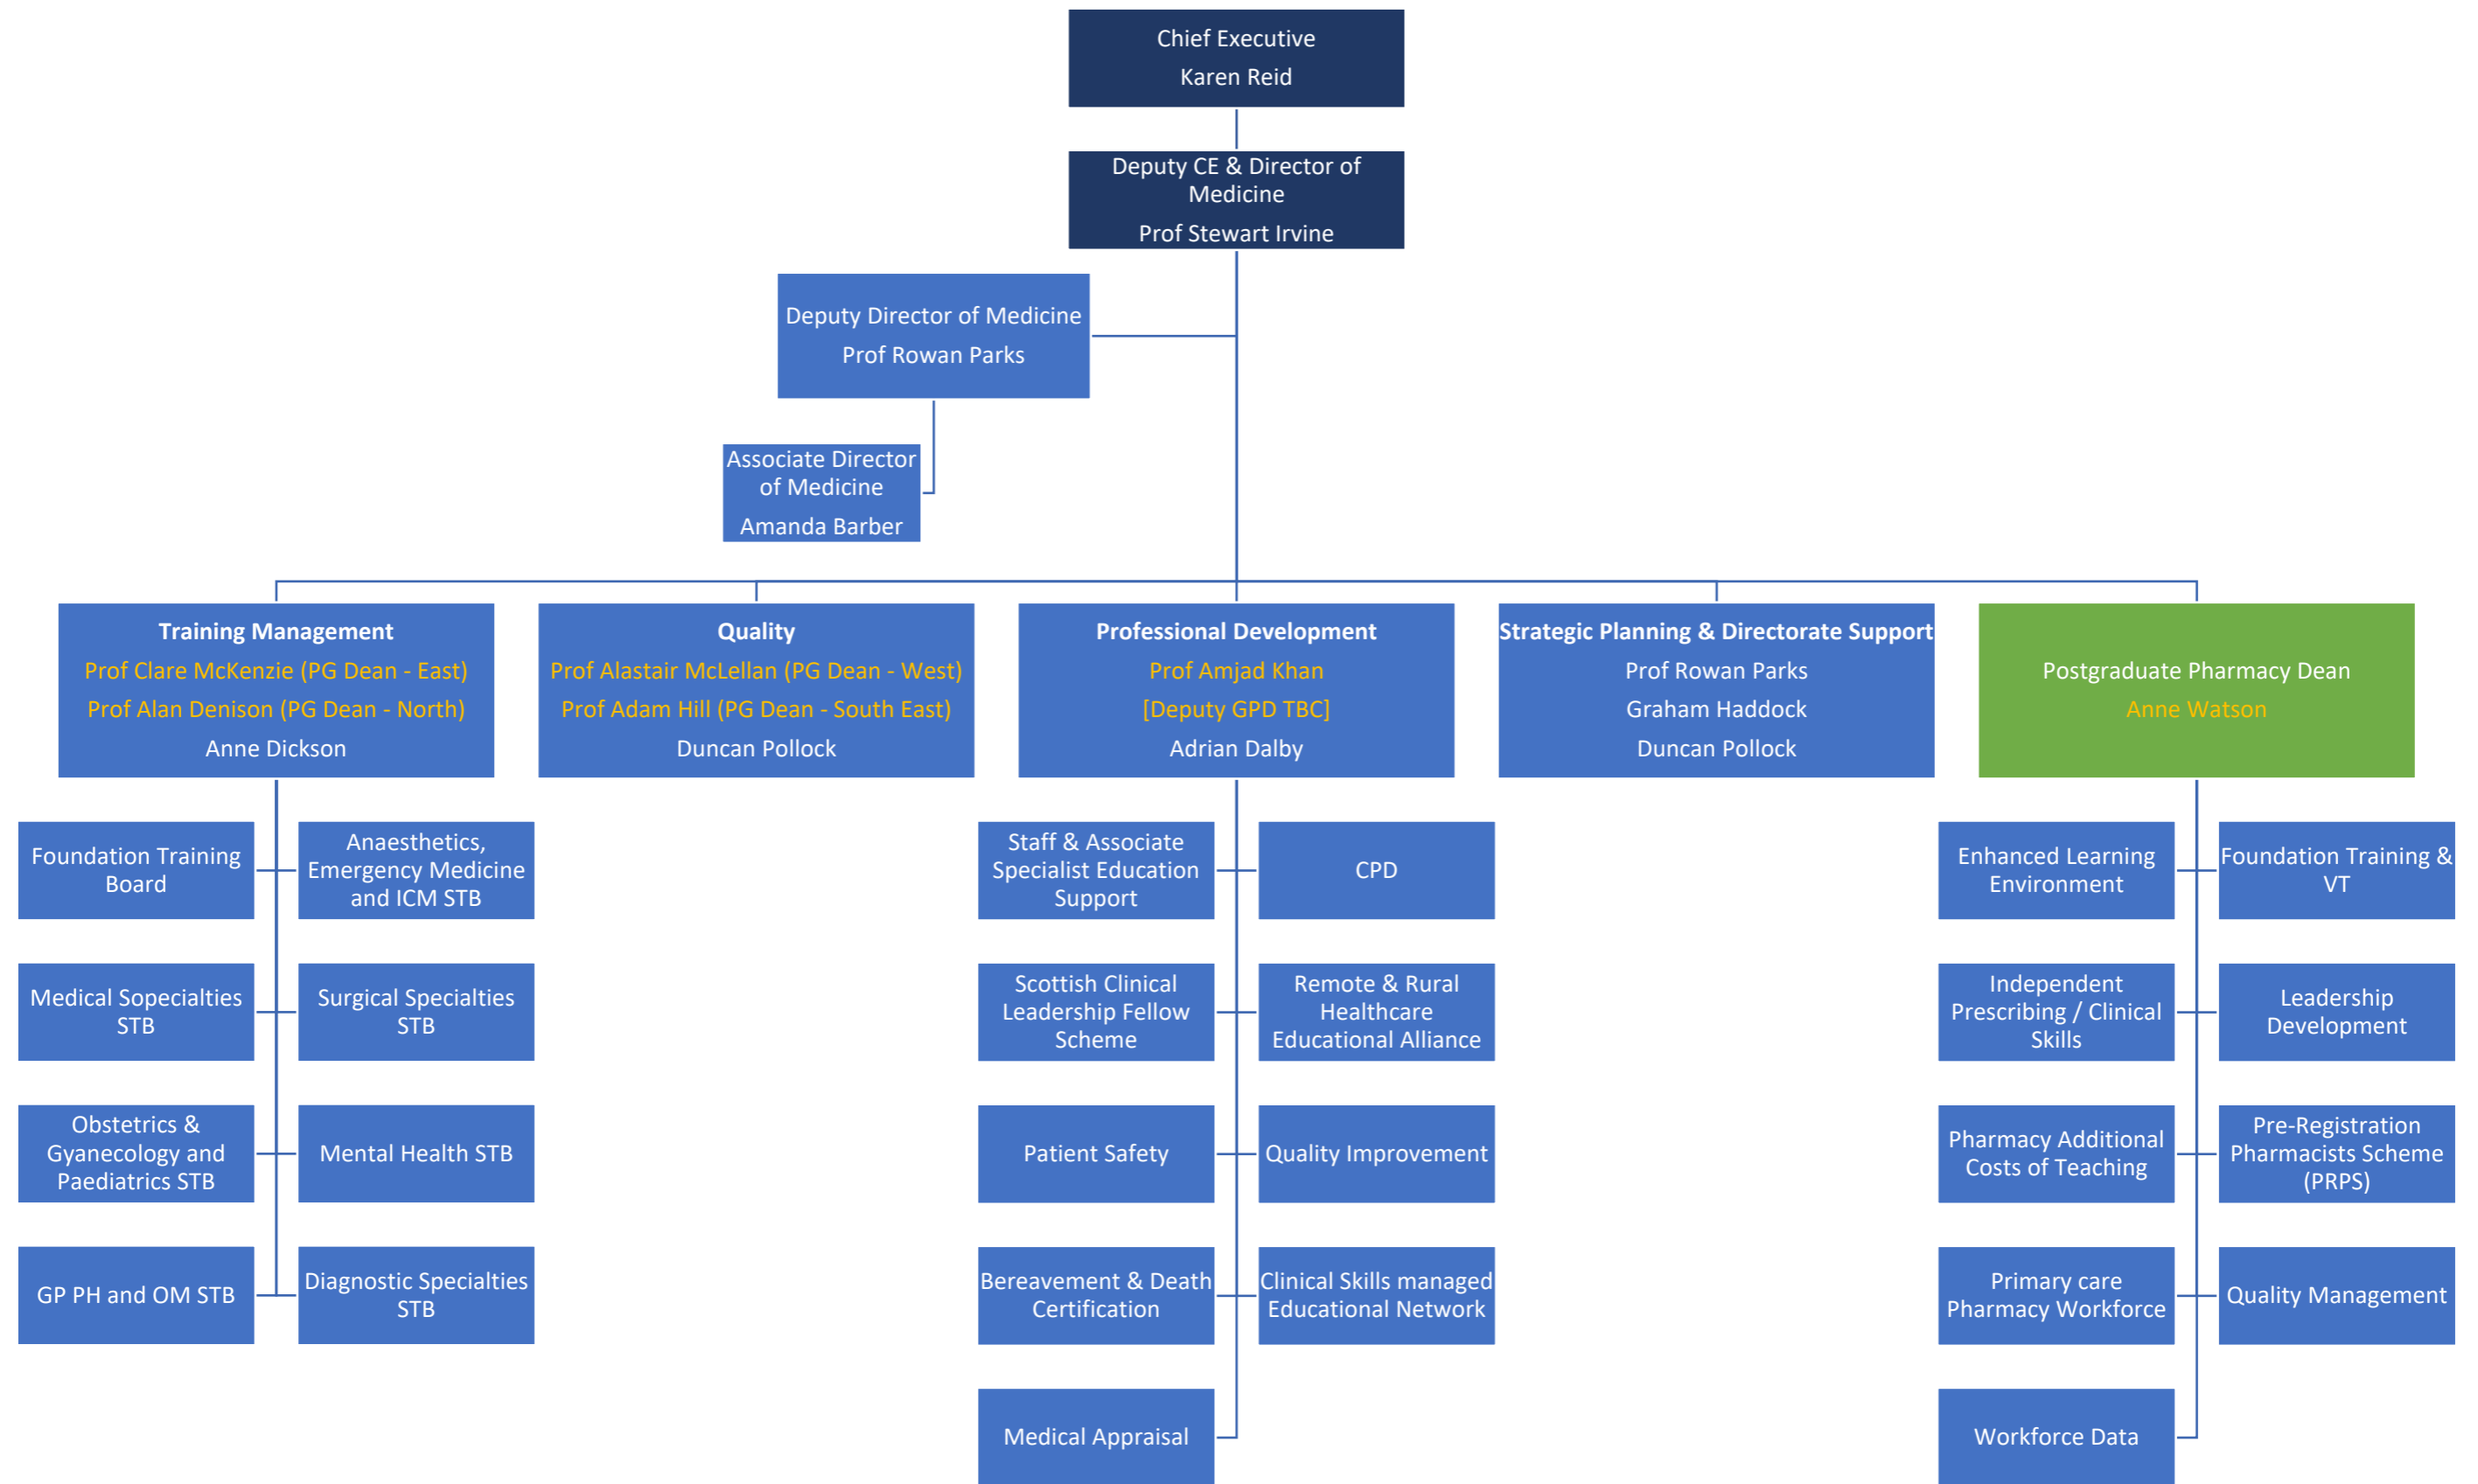 Chief Executive
Karen Reid
Deputy CE & Director of
Medicine
Prof Stewart Irvine
Deputy Director of Medicine
Prof Rowan Parks
Associate Director
of Medicine
Amanda Barber
Training Management
Prof Clare McKenzie (PG Dean - East)
Prof Alan Denison (PG Dean - North)
Anne Dickson
Quality
Prof Alastair McLellan (PG Dean - West)
Prof Adam Hill (PG Dean - South East)
Duncan Pollock
Professional Development
Prof Amjad Khan
[Deputy GPD TBC]
Adrian Dalby
Strategic Planning & Directorate Support
Prof Rowan Parks
Graham Haddock
Duncan Pollock
Postgraduate Pharmacy Dean
Anne Watson
Foundation Training
Board
Anaesthetics,
Emergency Medicine
and ICM STB
Medical Sopecialties
STB
Surgical Specialties
STB
Obstetrics &
Gyanecology and
Paediatrics STB
Mental Health STB
GP PH and OM STB
Diagnostic Specialties
STB
Staff & Associate
Specialist Education
Support
CPD
Scottish Clinical
Leadership Fellow
Scheme
Remote & Rural
Healthcare
Educational Alliance
Patient Safety
Quality Improvement
Bereavement & Death
Certification
Clinical Skills managed
Educational Network
Medical Appraisal
Enhanced Learning
Environment
Foundation Training &
VT
Independent
Prescribing / Clinical
Skills
Leadership
Development
Pharmacy Additional
Costs of Teaching
Pre-Registration
Pharmacists Scheme
(PRPS)
Primary care
Pharmacy Workforce
Quality Management
Workforce Data